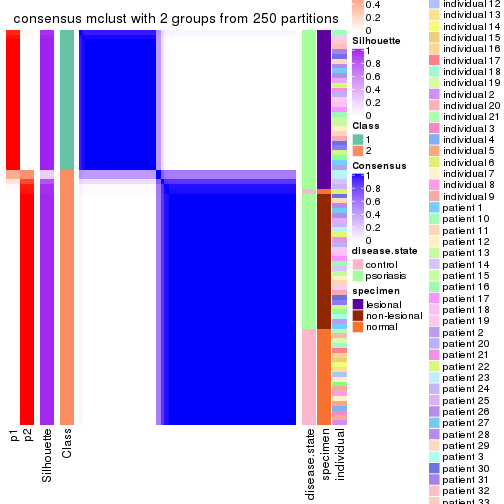 consensus mclust with 2 groups from 250 partitions
p1
p2
Silhouette
Class
disease.state
specimen
individual
0.4
0.2
0
Silhouette
1
0.8
0.6
0.4
0.2
0
Class
1
2
Consensus
1
0.8
0.6
0.4
0.2
0
disease.state
control
psoriasis
specimen
lesional
non-lesional
normal
individual 12
individual 13
individual 14
individual 15
individual 16
individual 17
individual 18
individual 19
individual 2
individual 20
individual 21
individual 3
individual 4
individual 5
individual 6
individual 7
individual 8
individual 9
patient 1
patient 10
patient 11
patient 12
patient 13
patient 14
patient 15
patient 16
patient 17
patient 18
patient 19
patient 2
patient 20
patient 21
patient 22
patient 23
patient 24
patient 25
patient 26
patient 27
patient 28
patient 29
patient 3
patient 30
patient 31
patient 32
patient 33